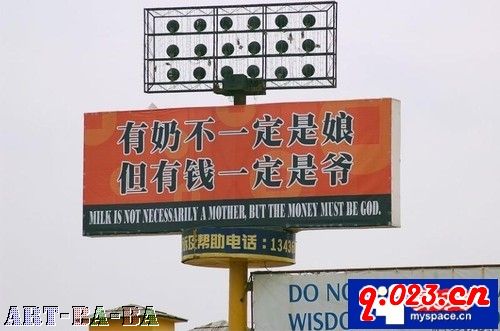 有奶不一定是娘
但有钱一定是爷
MILK IS NOT NECESSARILY A MOTHER, BUT THE MONEY MUST BE GOD.
帮助电话:1343
DO NO
WISDO
q.023.cn
myspace.cn
ART-BA-BA